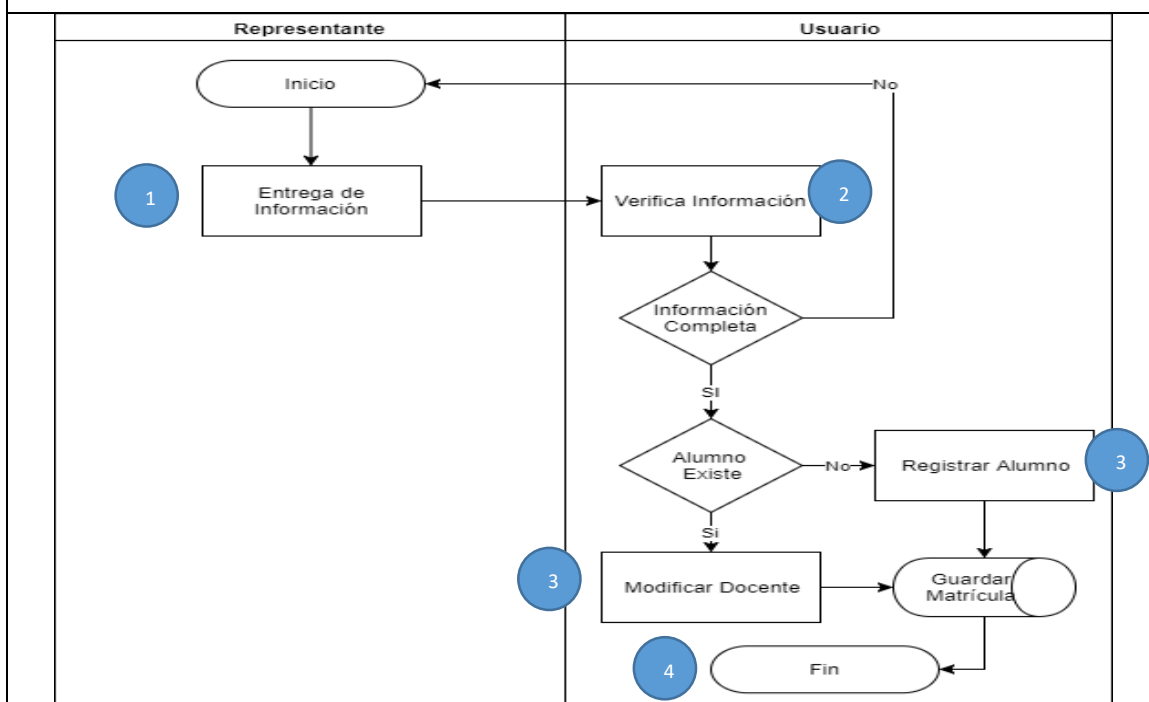 Representante
Usuario
Inicio
No
1
Entrega de
Información
Verifica Información
2
Información
Completa
SI
Alumno
Existe
No
Registrar Alumno
3
Si
3
Modificar Docente
Guardar
Matrícula
4
Fin